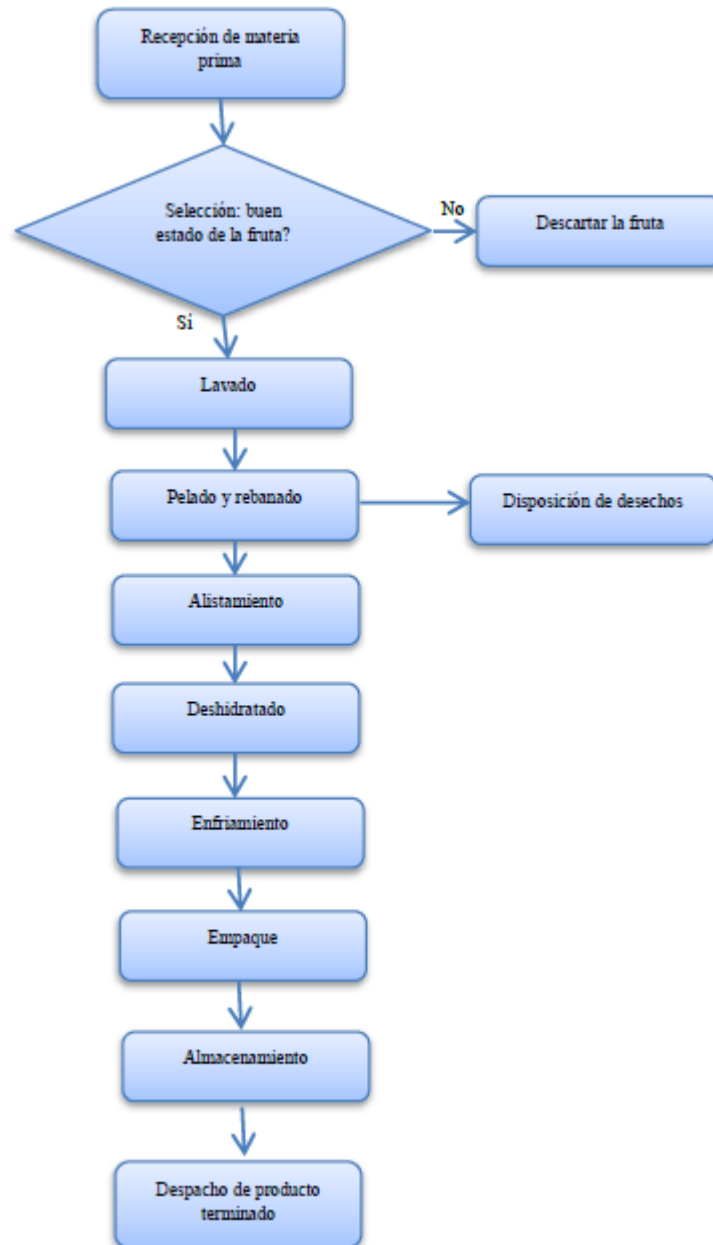 Recepción de materia
prima
Selección: buen
estado de la fruta?
No
Descartar la fruta
Sí
Lavado
Pelado y rebanado
Disposición de desechos
Alistamiento
Deshidratado
Enfriamiento
Empaque
Almacenamiento
Despacho de producto
terminado